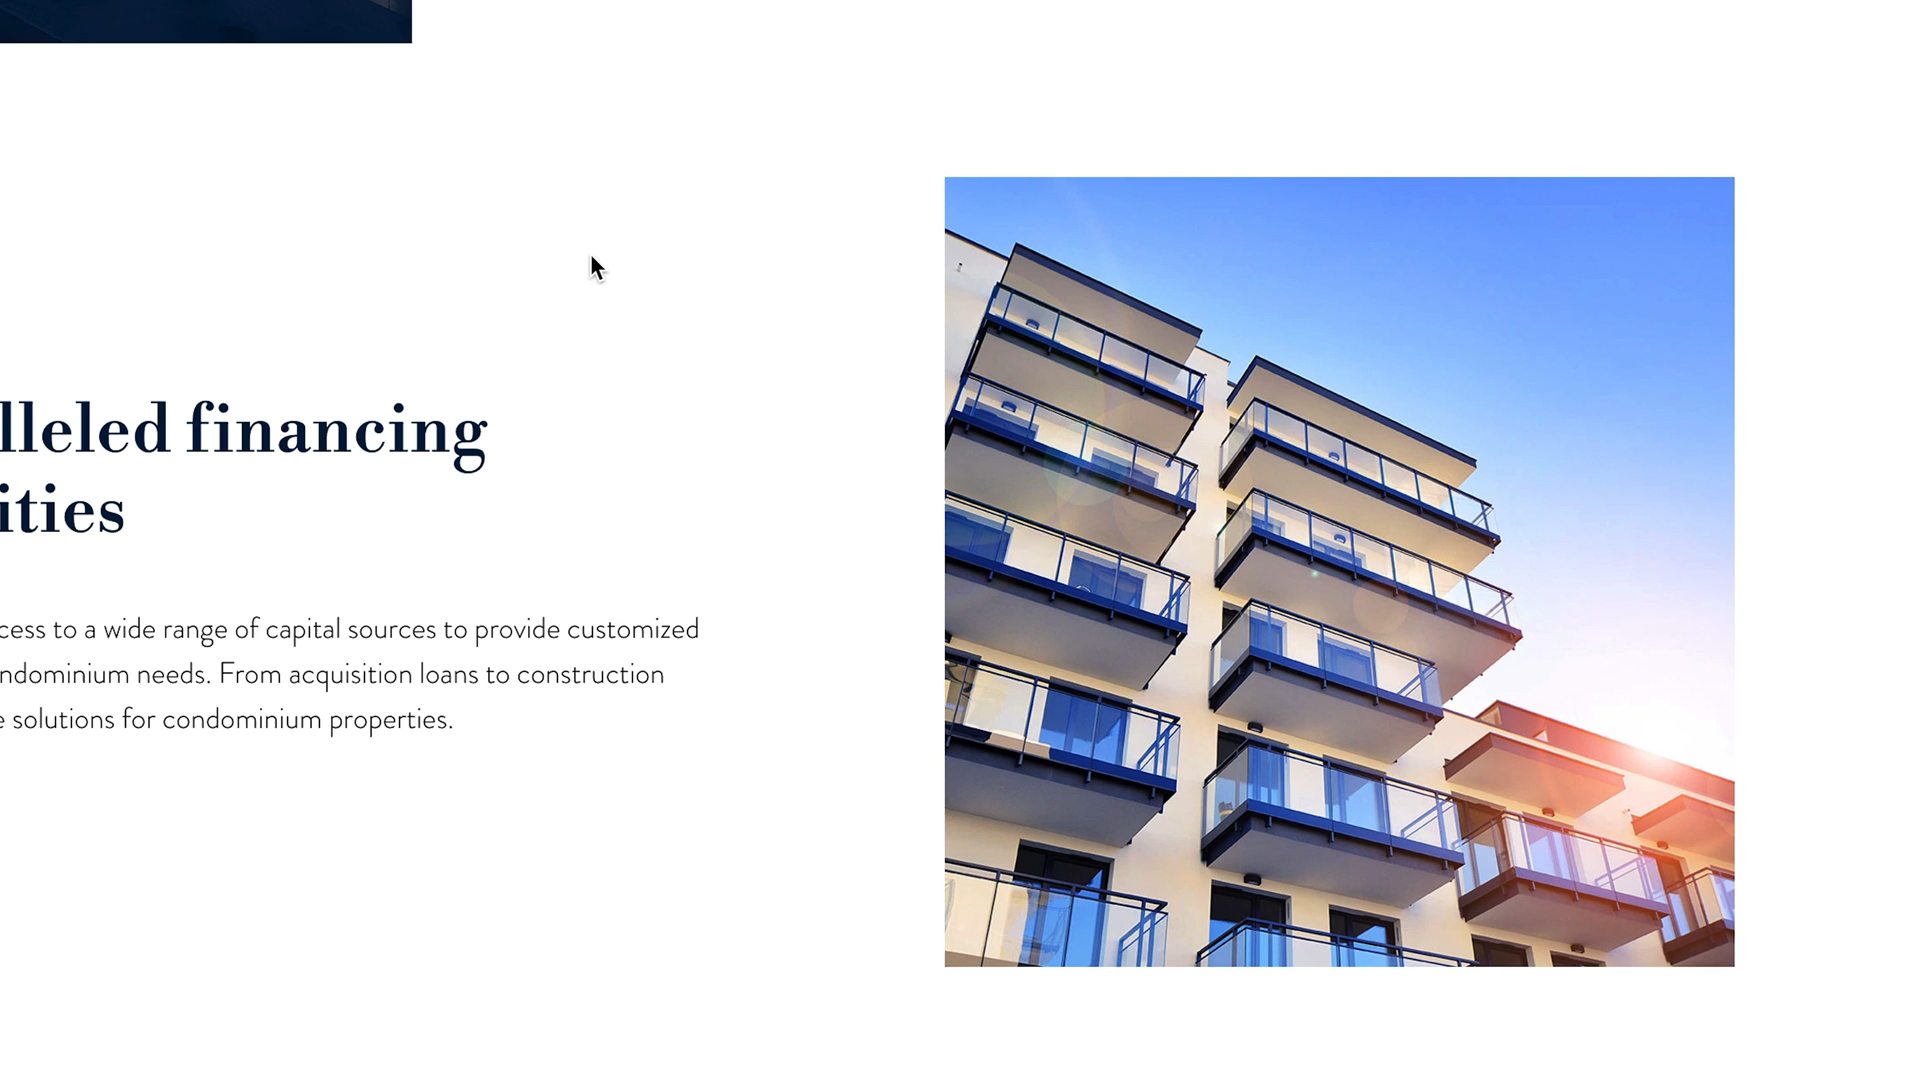 lleled financing
ities
cess to a wide range of capital sources to provide customized
ndominium needs. From acquisition loans to construction
e solutions for condominium properties.